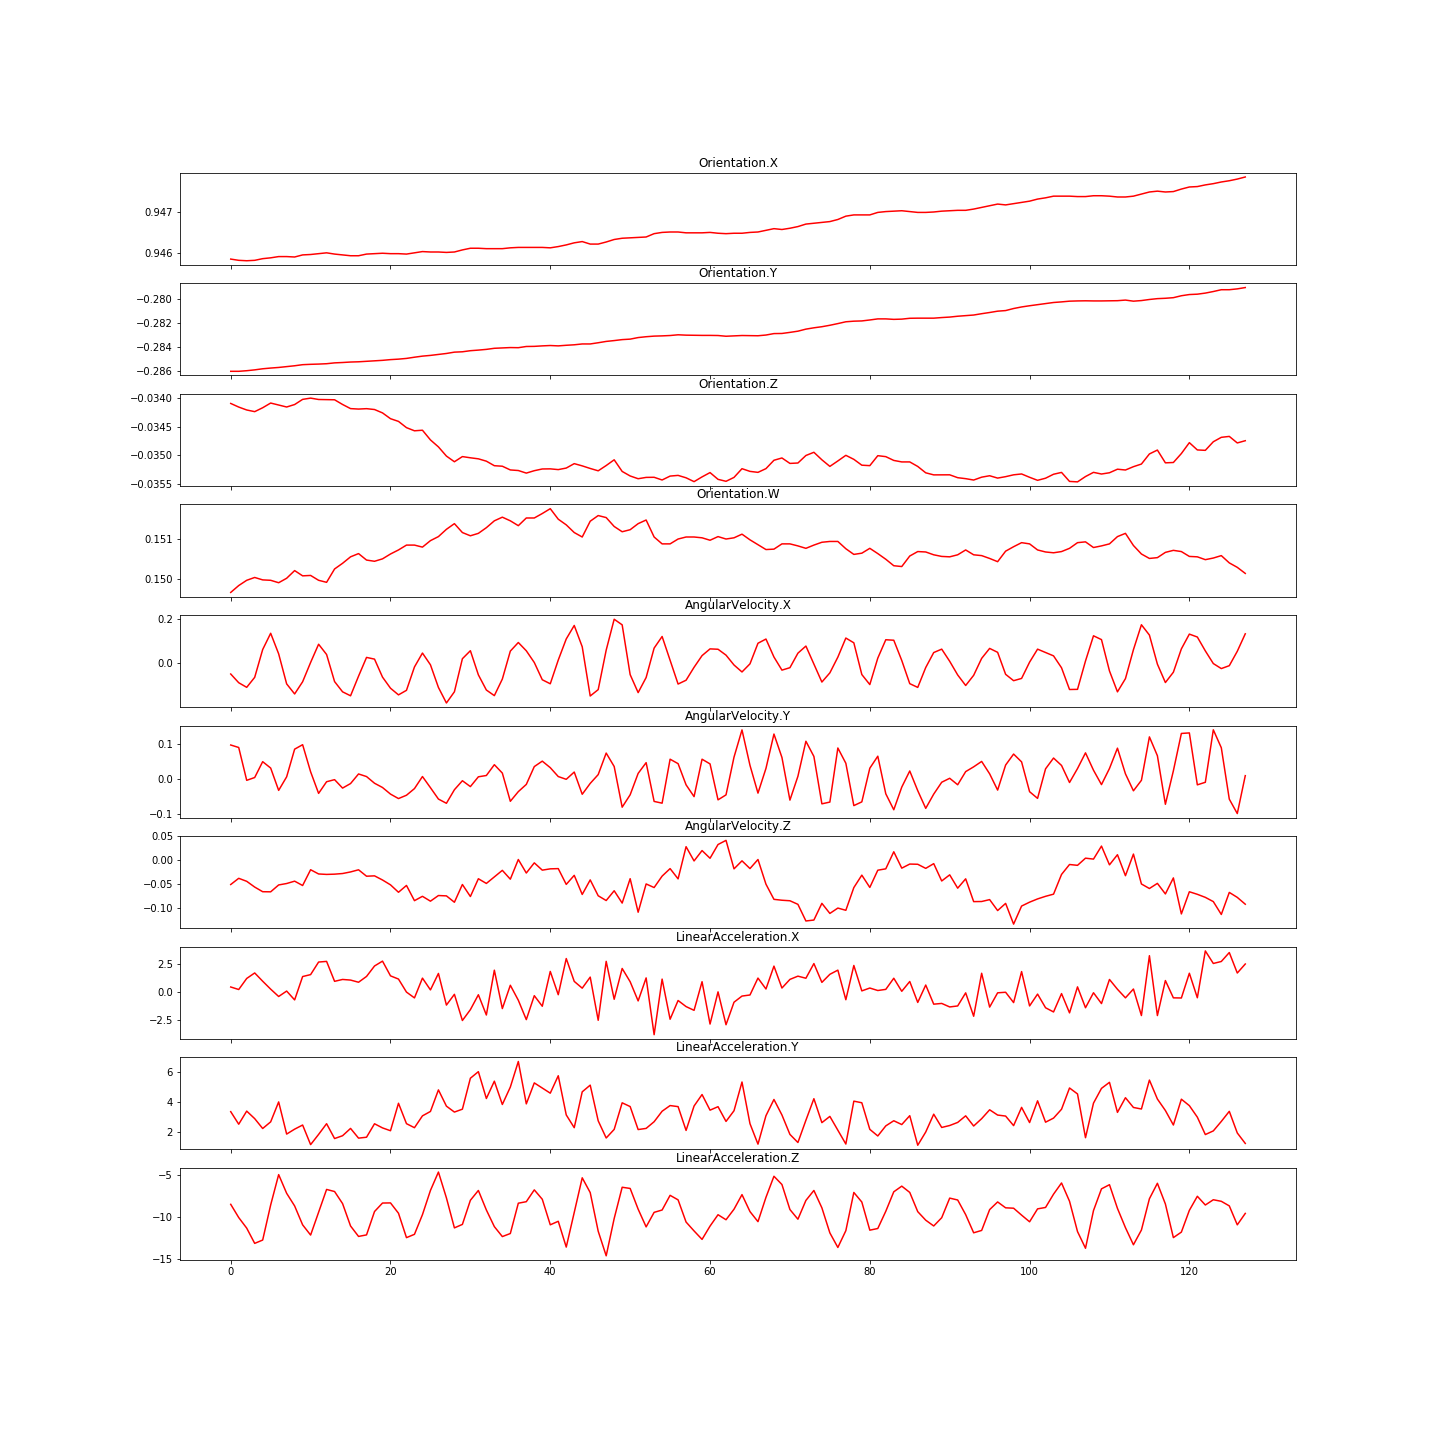 Orientation.X
0.947
0.946
Orientation.Y
−0.280
−0.282
−0.284
−0.286
Orientation.Z
−0.0340
−0.0345
−0.0350
−0.0355
Orientation.W
0.151
0.150
AngularVelocity.X
0.2
0.0
AngularVelocity.Y
0.1
0.0
−0.1
AngularVelocity.Z
0.05
0.00
−0.05
−0.10
LinearAcceleration.X
2.5
0.0
−2.5
LinearAcceleration.Y
6
4
2
LinearAcceleration.Z
−5
−10
−15
0 20 40 60 80 100 120